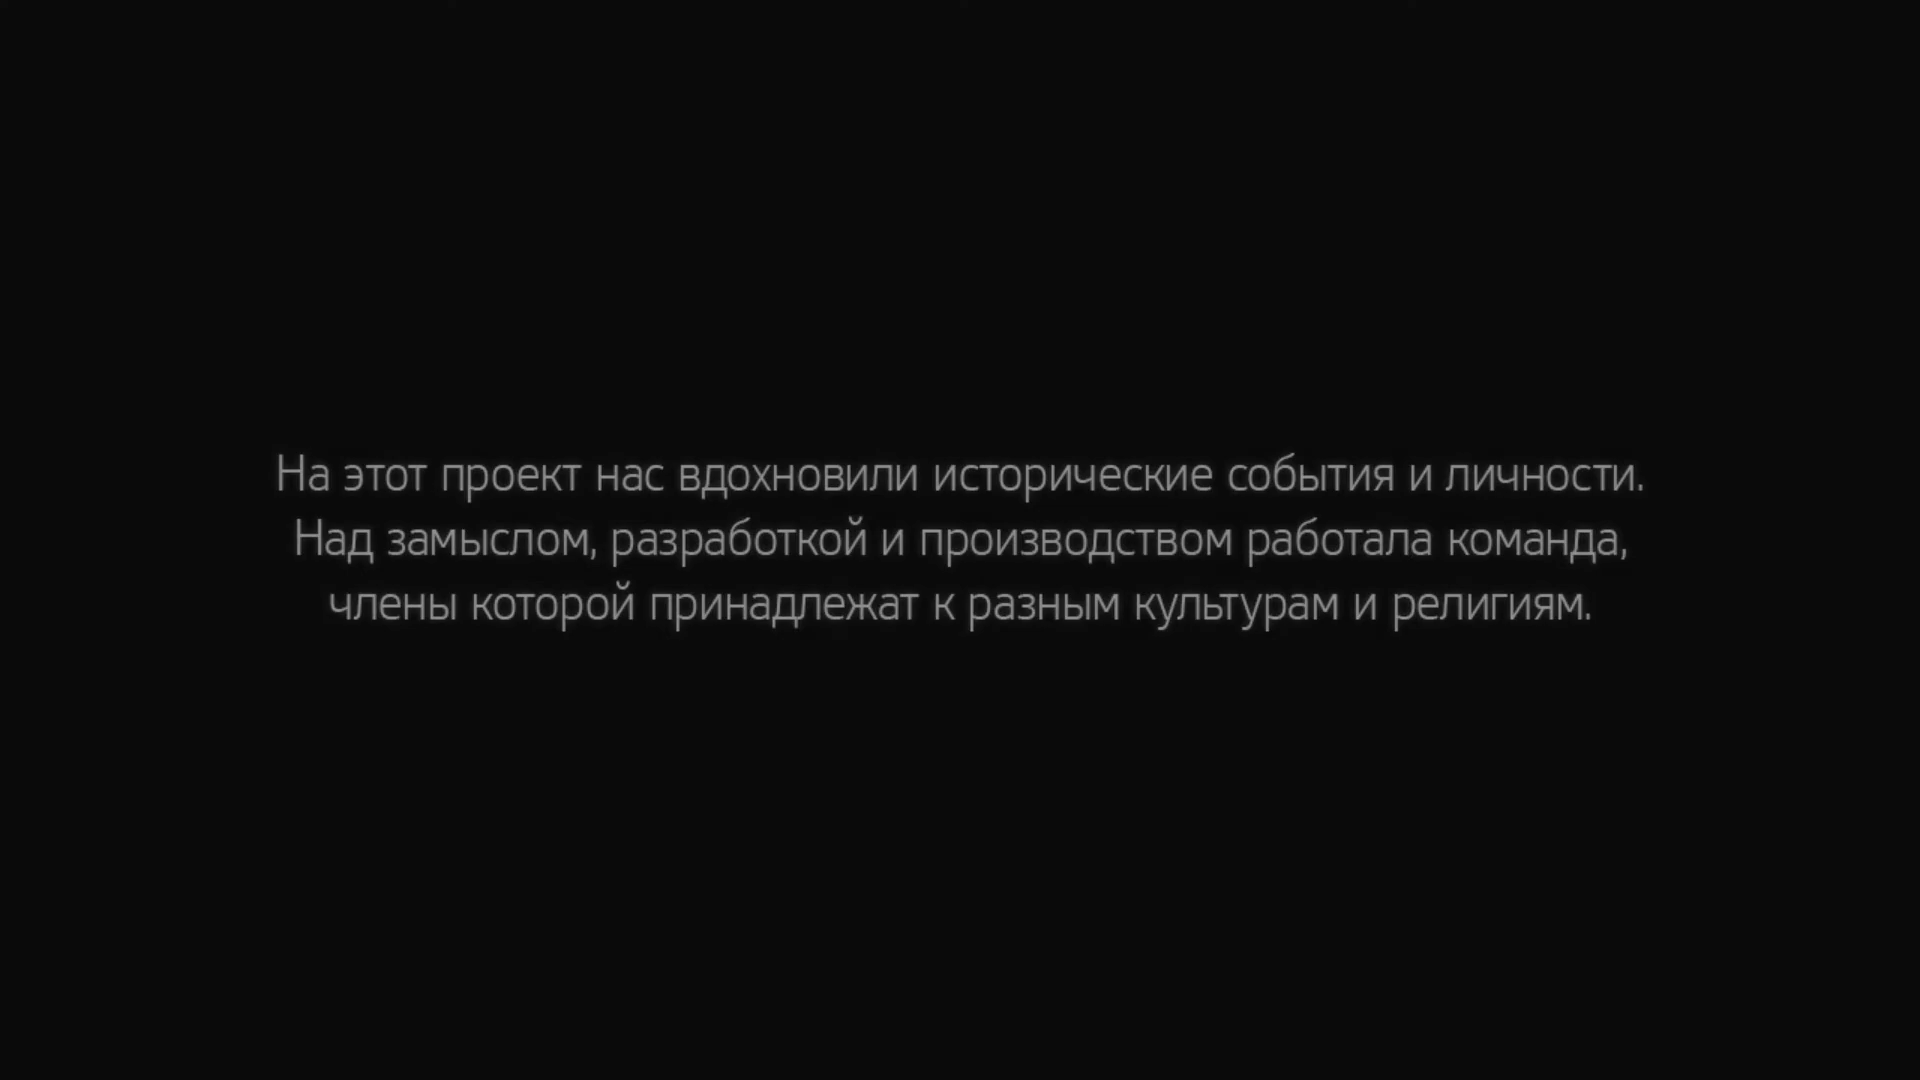 На этот проект нас вдохновили исторические события и личности.
Над замыслом, разработкой и производством работала команда,
члены которой принадлежат к разным культурам и религиям.